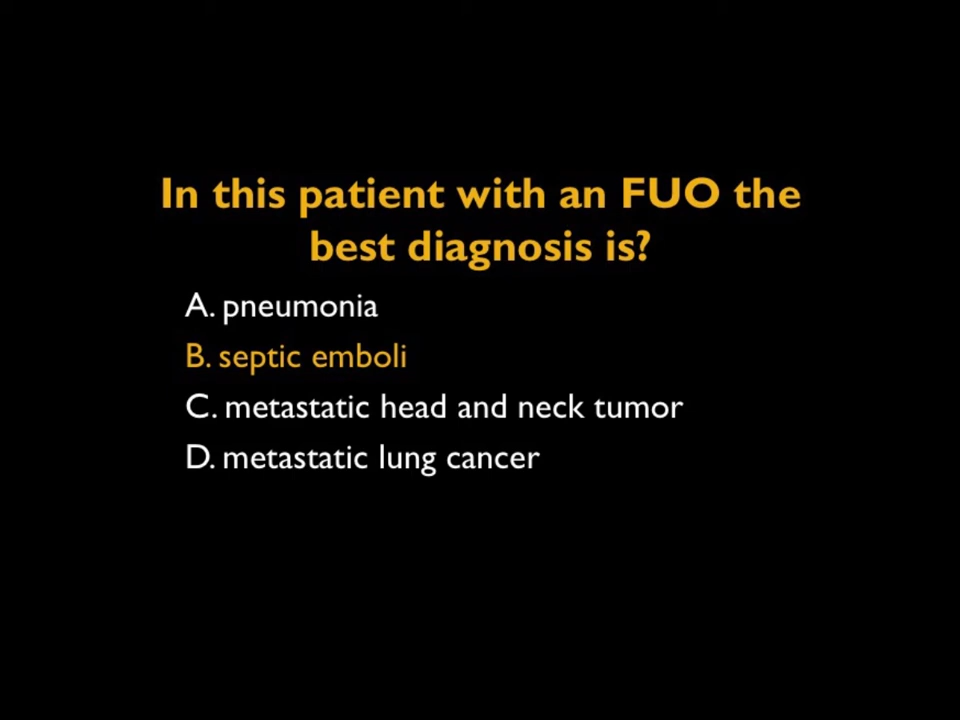 In this patient with an FUO the
best diagnosis is?
A. pneumonia
B. septic emboli
C. metastatic head and neck tumor
D. metastatic lung cancer